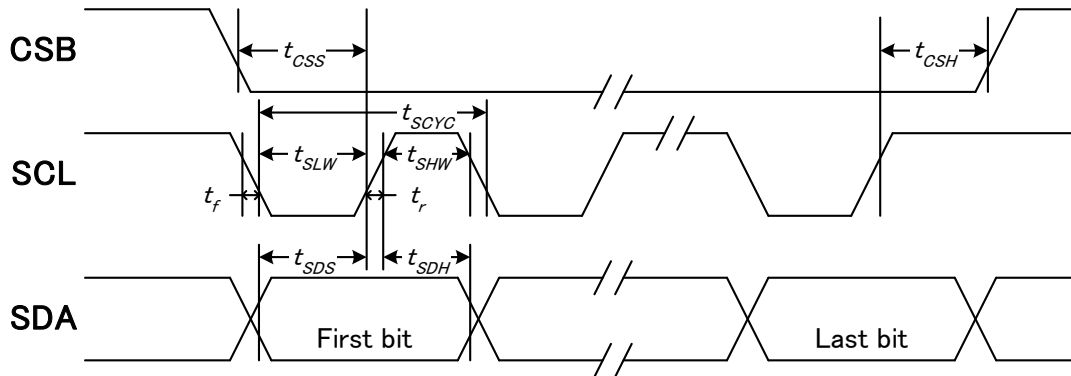 CSB
t_CSS
t_CSH
t_SCYC
SCL
t_SLW
t_SHW
t_f
t_r
t_SDS
t_SDH
SDA
First bit
Last bit